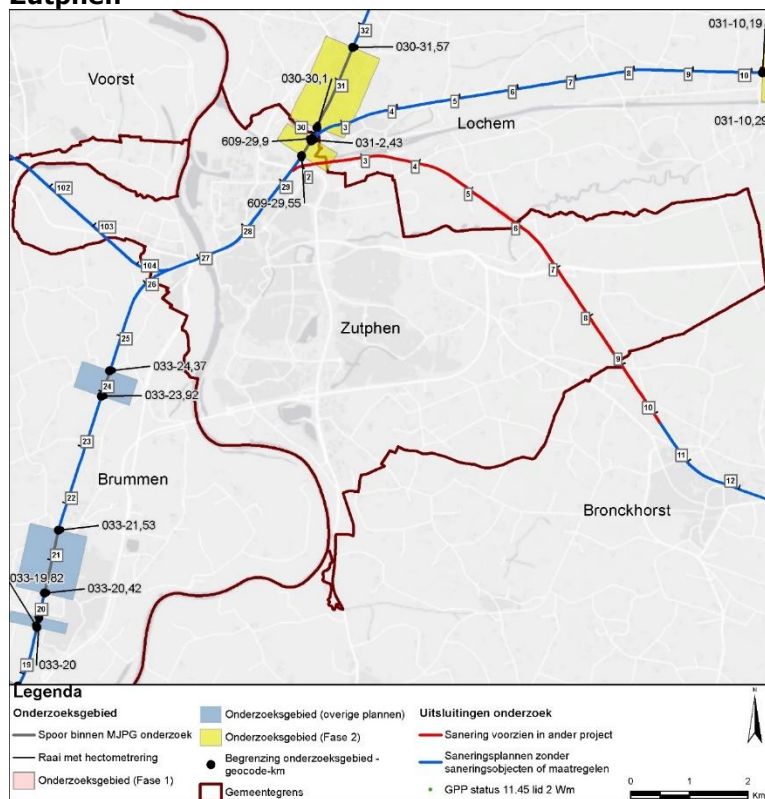 Zutphen
32
031-10,19
030-31,57
Voorst
030-30,1
31
8
9
10
7
6
5
4
30
3
Lochem
031-10,29
609-29,9
031-2,43
3
4
29
2
5
102
609-29,55
103
28
6
27
104
7
26
Zutphen
8
25
033-24,37
9
24
033-23,92
10
23
11
Brummen
12
22
Bronckhorst
033-21,53
21
033-19,82
033-20,42
20
19
033-20
Legenda
Onderzoeksgebied
Spoor binnen MJPG onderzoek
Raai met hectometrering
Onderzoeksgebied (Fase 1)
Onderzoeksgebied (overige plannen)
Onderzoeksgebied (Fase 2)
Begrenzing onderzoeksgebied -
geocode-km
Gemeentegrens
Uitsluitingen onderzoek
Sanering voorzien in ander project
Saneringsplannen zonder
saneringsobjecten of maatregelen
GPP status 11.45 lid 2 Wm
N
0 1 2
Km